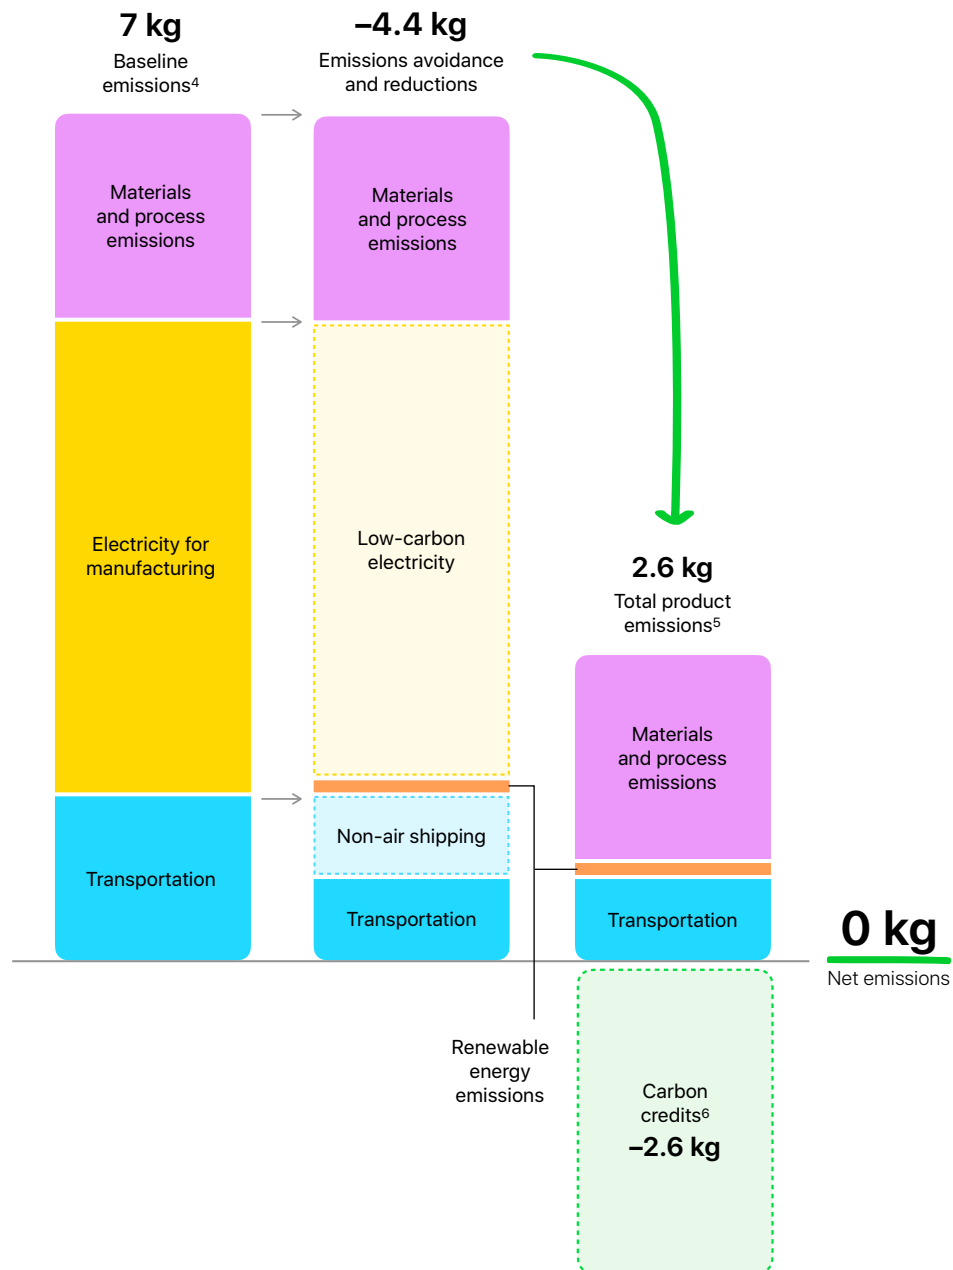 7 kg
Baseline
emissions⁴
–4.4 kg
Emissions avoidance
and reductions
Materials
and process
emissions
Materials
and process
emissions
Electricity for
manufacturing
Low-carbon
electricity
2.6 kg
Total product
emissions⁵
Materials
and process
emissions
Non-air shipping
Transportation
Transportation
Transportation
0 kg
Net emissions
Renewable
energy
emissions
Carbon
credits⁶
–2.6 kg